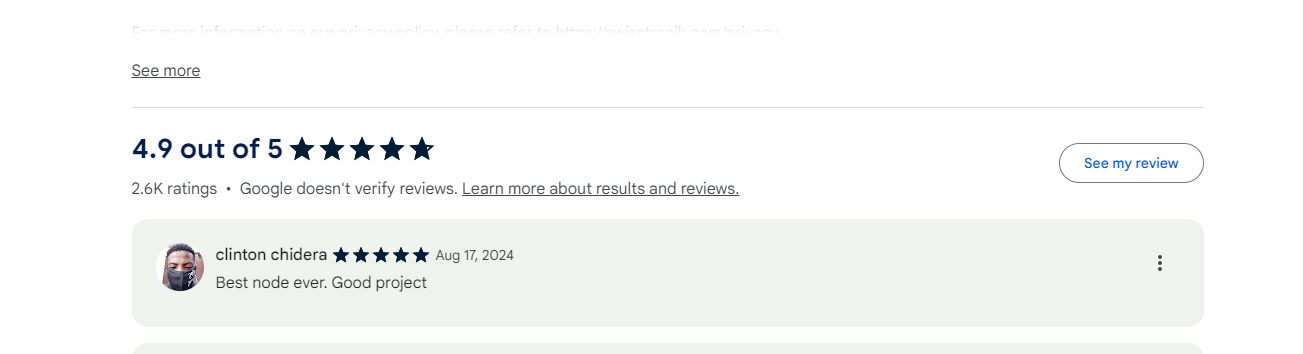 For more information on our privacy policy, please refer to https://swisstronik.com/privacy
See more
4.9 out of 5
See my review
2.6K ratings • Google doesn't verify reviews. Learn more about results and reviews.
clinton chidera Aug 17, 2024
Best node ever. Good project